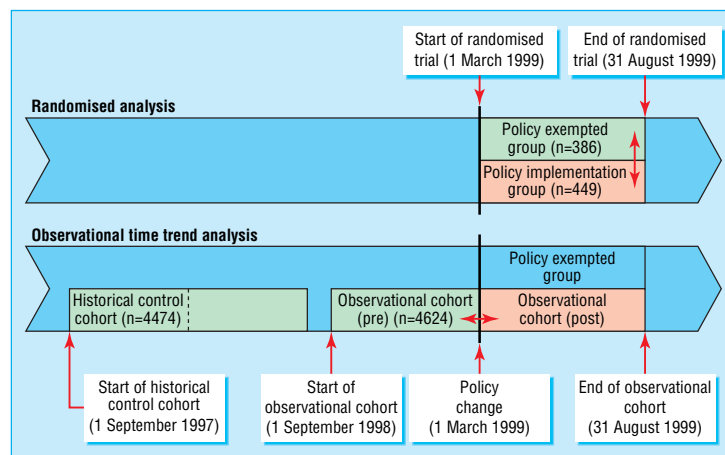 Start of randomised
trial (1 March 1999)
End of randomised
trial (31 August 1999)
Randomised analysis
Policy exempted
group (n=386)
Policy implementation
group (n=449)
Observational time trend analysis
Policy exempted
group
Historical control
cohort (n=4474)
Observational cohort
(pre) (n=4624)
Observational
cohort (post)
Start of historical
control cohort
(1 September 1997)
Start of
observational cohort
(1 September 1998)
Policy
change
(1 March 1999)
End of observational
cohort
(31 August 1999)